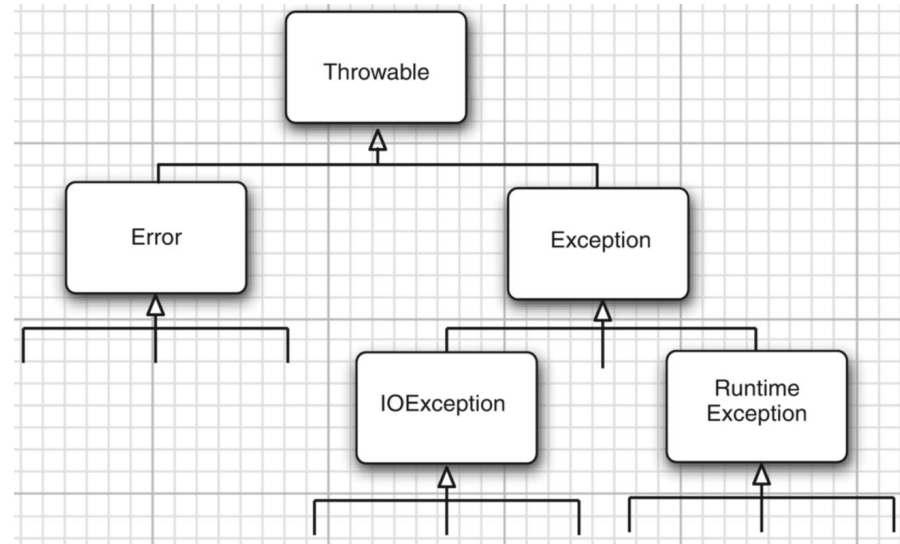 Throwable
Error
Exception
IOException
Runtime
Exception